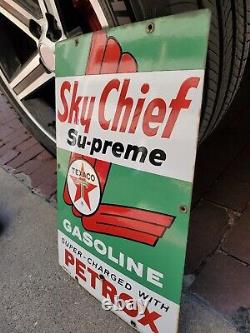 Sky Chief
Su-preme
TEXACO
T
GASOLINE
SUPER-CHARGED WITH
PETROX